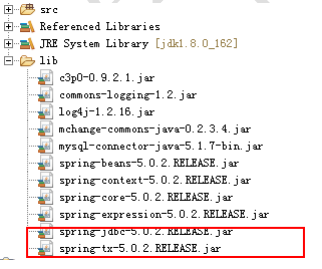 src
Referenced Libraries
JRE System Library [jdk1.8.0_162]
lib
c3p0-0.9.2.1.jar
commons-logging-1.2.jar
log4j-1.2.16.jar
mchange-commons-java-0.2.3.4.jar
mysql-connector-java-5.1.7-bin.jar
spring-beans-5.0.2.RELEASE.jar
spring-context-5.0.2.RELEASE.jar
spring-core-5.0.2.RELEASE.jar
spring-expression-5.0.2.RELEASE.jar
spring-jdbc-5.0.2.RELEASE.jar
spring-tx-5.0.2.RELEASE.jar